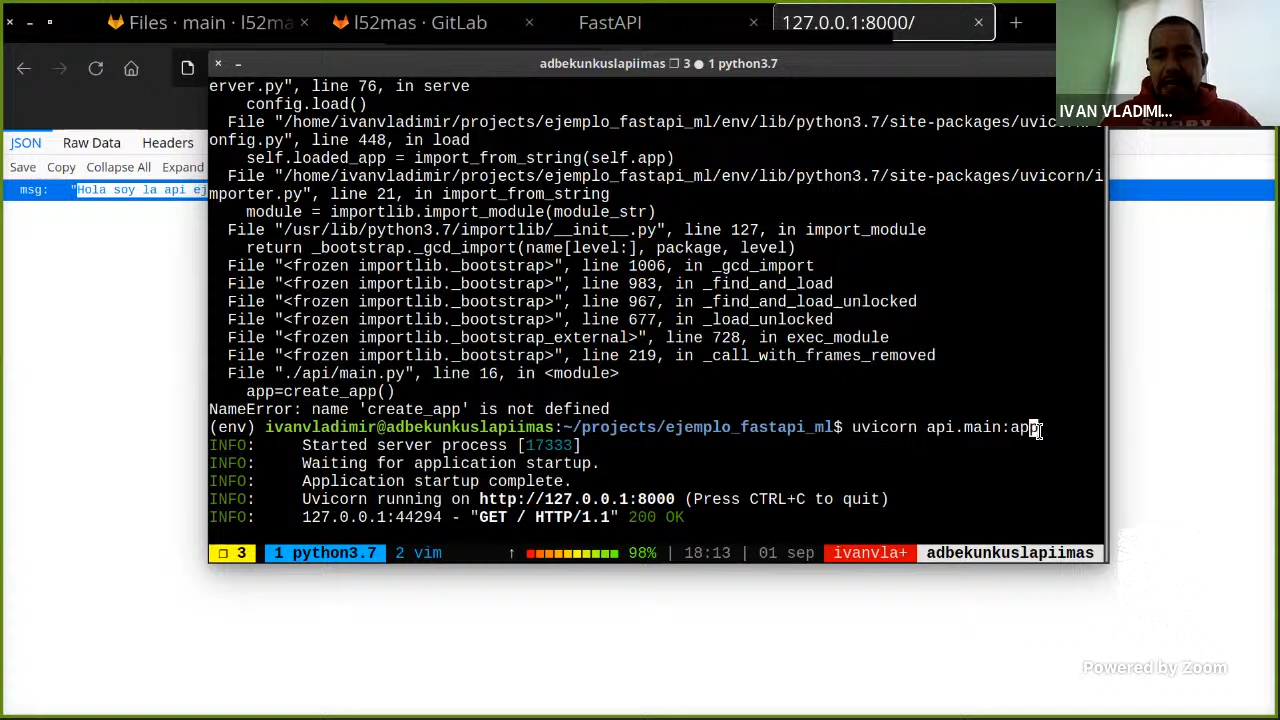 Files · main · l52ma
l52mas · GitLab
FastAPI
127.0.0.1:8000/
adbekunkuslapiimas ❐ 3 ● 1 python3.7
IVAN VLADIMI...
JSON
Raw Data
Headers
Save Copy Collapse All Expand
msg: "Hola soy la api ej
erver.py", line 76, in serve
config.load()
File "/home/ivanvladimir/projects/ejemplo_fastapi_ml/env/lib/python3.7/site-packages/uvicorn/c
onfig.py", line 448, in load
self.loaded_app = import_from_string(self.app)
File "/home/ivanvladimir/projects/ejemplo_fastapi_ml/env/lib/python3.7/site-packages/uvicorn/i
mporter.py", line 21, in import_from_string
module = importlib.import_module(module_str)
File "/usr/lib/python3.7/importlib/__init__.py", line 127, in import_module
return _bootstrap._gcd_import(name[level:], package, level)
File "<frozen importlib._bootstrap>", line 1006, in _gcd_import
File "<frozen importlib._bootstrap>", line 983, in _find_and_load
File "<frozen importlib._bootstrap>", line 967, in _find_and_load_unlocked
File "<frozen importlib._bootstrap>", line 677, in _load_unlocked
File "<frozen importlib._bootstrap_external>", line 728, in exec_module
File "<frozen importlib._bootstrap>", line 219, in _call_with_frames_removed
File "./api/main.py", line 16, in <module>
app=create_app()
NameError: name 'create_app' is not defined
(env) ivanvladimir@adbekunkuslapiimas:~/projects/ejemplo_fastapi_ml$ uvicorn api.main:app
INFO: Started server process [17333]
INFO: Waiting for application startup.
INFO: Application startup complete.
INFO: Uvicorn running on http://127.0.0.1:8000 (Press CTRL+C to quit)
INFO: 127.0.0.1:44294 - "GET / HTTP/1.1" 200 OK
❐ 3 1 python3.7 2 vim ↑ 98% | 18:13 | 01 sep ivanvla+ adbekunkuslapiimas
Powered by Zoom